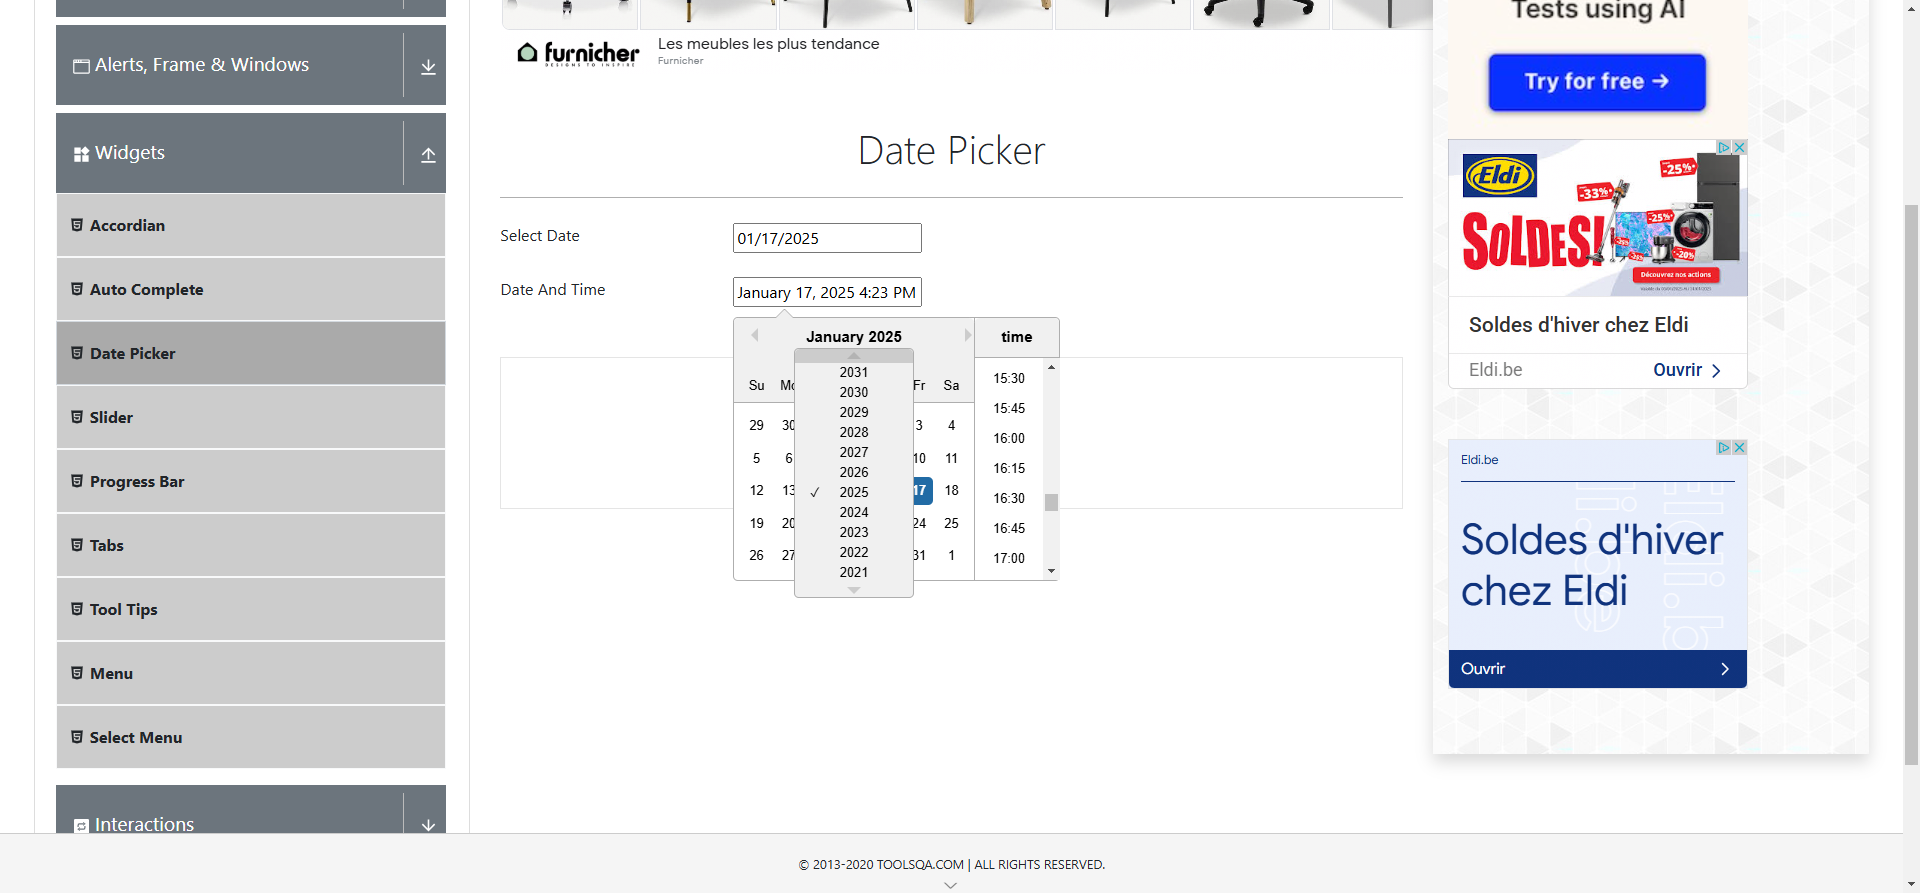 Alerts, Frame & Windows
Widgets
Accordian
Auto Complete
Date Picker
Slider
Progress Bar
Tabs
Tool Tips
Menu
Select Menu
Interactions
furnicher
DESIGNS TO INSPIRE
Les meubles les plus tendance
Furnicher
Date Picker
Select Date
01/17/2025
Date And Time
January 17, 2025 4:23 PM
January 2025
time
Su Mo Fr Sa
29 30 3 4
5 6 10 11
12 13 17 18
19 20 24 25
26 27 31 1
2031
2030
2029
2028
2027
2026
✓ 2025
2024
2023
2022
2021
15:30
15:45
16:00
16:15
16:30
16:45
17:00
Tests using AI
Try for free →
Eldi
-25%*
-33%*
-25%*
-20%*
SOLDES!
Découvrez nos actions
Soldes d'hiver chez Eldi
Eldi.be
Ouvrir
Eldi.be
Soldes d'hiver
chez Eldi
Ouvrir
© 2013-2020 TOOLSQA.COM | ALL RIGHTS RESERVED.